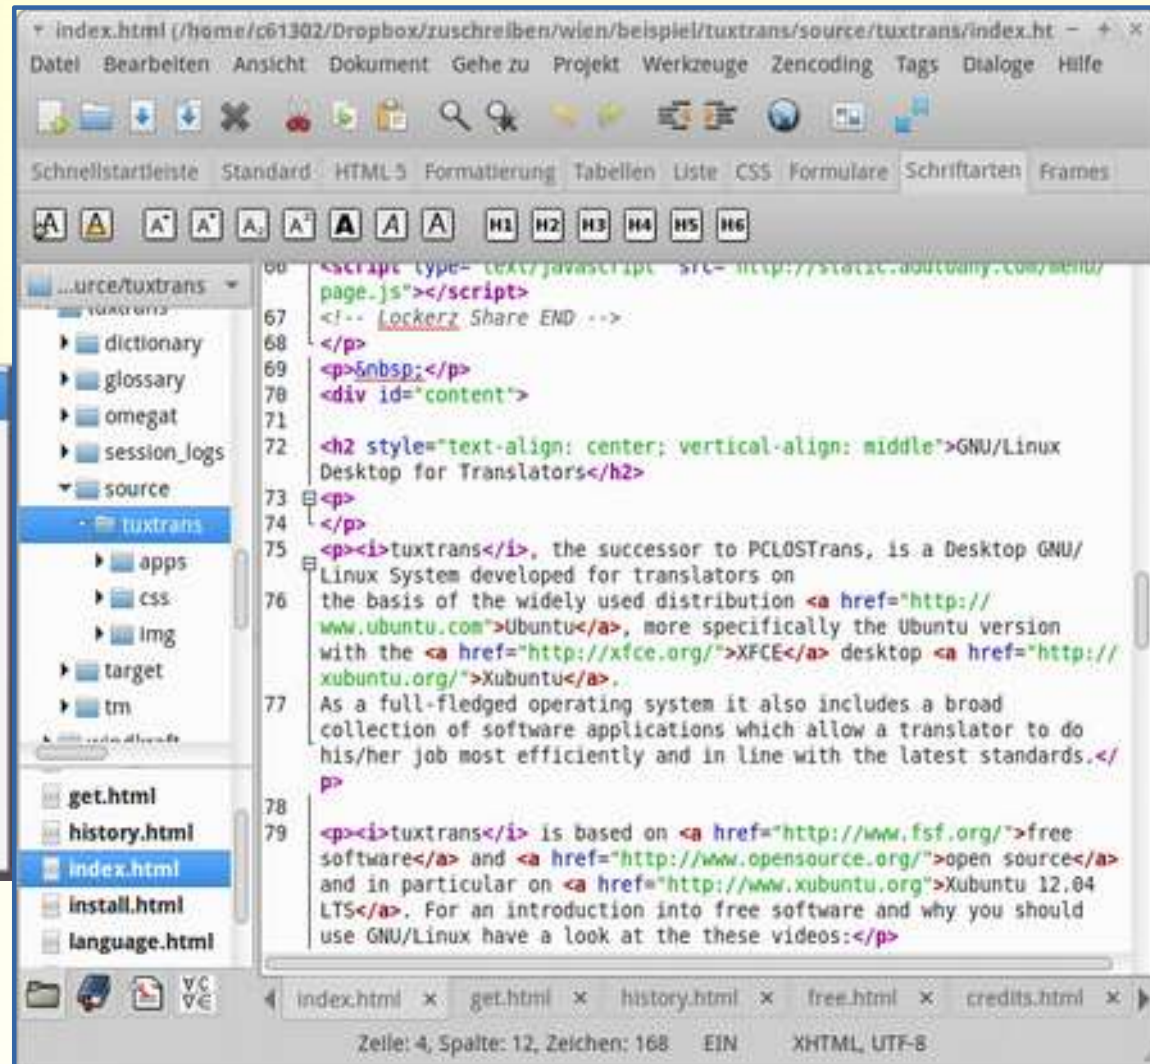 index.html (/home/c61302/Dropbox/zuschreiben/wien/beispiel/tuxtrans/source/tuxtrans/index.ht
Datei Bearbeiten Ansicht Dokument Gehe zu Projekt Werkzeuge Zencoding Tags Dialoge Hilfe
Schnellstartleiste Standard HTML 5 Formatierung Tabellen Liste CSS Formulare Schriftarten Frames
A A A A A A A A A H1 H2 H3 H4 H5 H6
...urce/tuxtrans
tuxtrans
dictionary
glossary
omegat
session_logs
source
tuxtrans
apps
css
img
target
tm
windkraft
get.html
history.html
index.html
install.html
language.html
66 <script type="text/javascript" src="http://static.addtoany.com/menu/
page.js"></script>
67 <!-- Lockerz Share END -->
68 </p>
69 <p>&nbsp;</p>
70 <div id="content">
71
72 <h2 style="text-align: center; vertical-align: middle">GNU/Linux
Desktop for Translators</h2>
73 <p>
74 </p>
75 <p><i>tuxtrans</i>, the successor to PCLOSTrans, is a Desktop GNU/
Linux System developed for translators on
76 the basis of the widely used distribution <a href="http://
www.ubuntu.com">Ubuntu</a>, more specifically the Ubuntu version
with the <a href="http://xfce.org/">XFCE</a> desktop <a href="http://
xubuntu.org/">Xubuntu</a>.
77 As a full-fledged operating system it also includes a broad
collection of software applications which allow a translator to do
his/her job most efficiently and in line with the latest standards.</
p>
78
79 <p><i>tuxtrans</i> is based on <a href="http://www.fsf.org/">free
software</a> and <a href="http://www.opensource.org/">open source</a>
and in particular on <a href="http://www.xubuntu.org">Xubuntu 12.04
LTS</a>. For an introduction into free software and why you should
use GNU/Linux have a look at the these videos:</p>
index.html get.html history.html free.html credits.html
Zeile: 4, Spalte: 12, Zeichen: 168 EIN XHTML, UTF-8